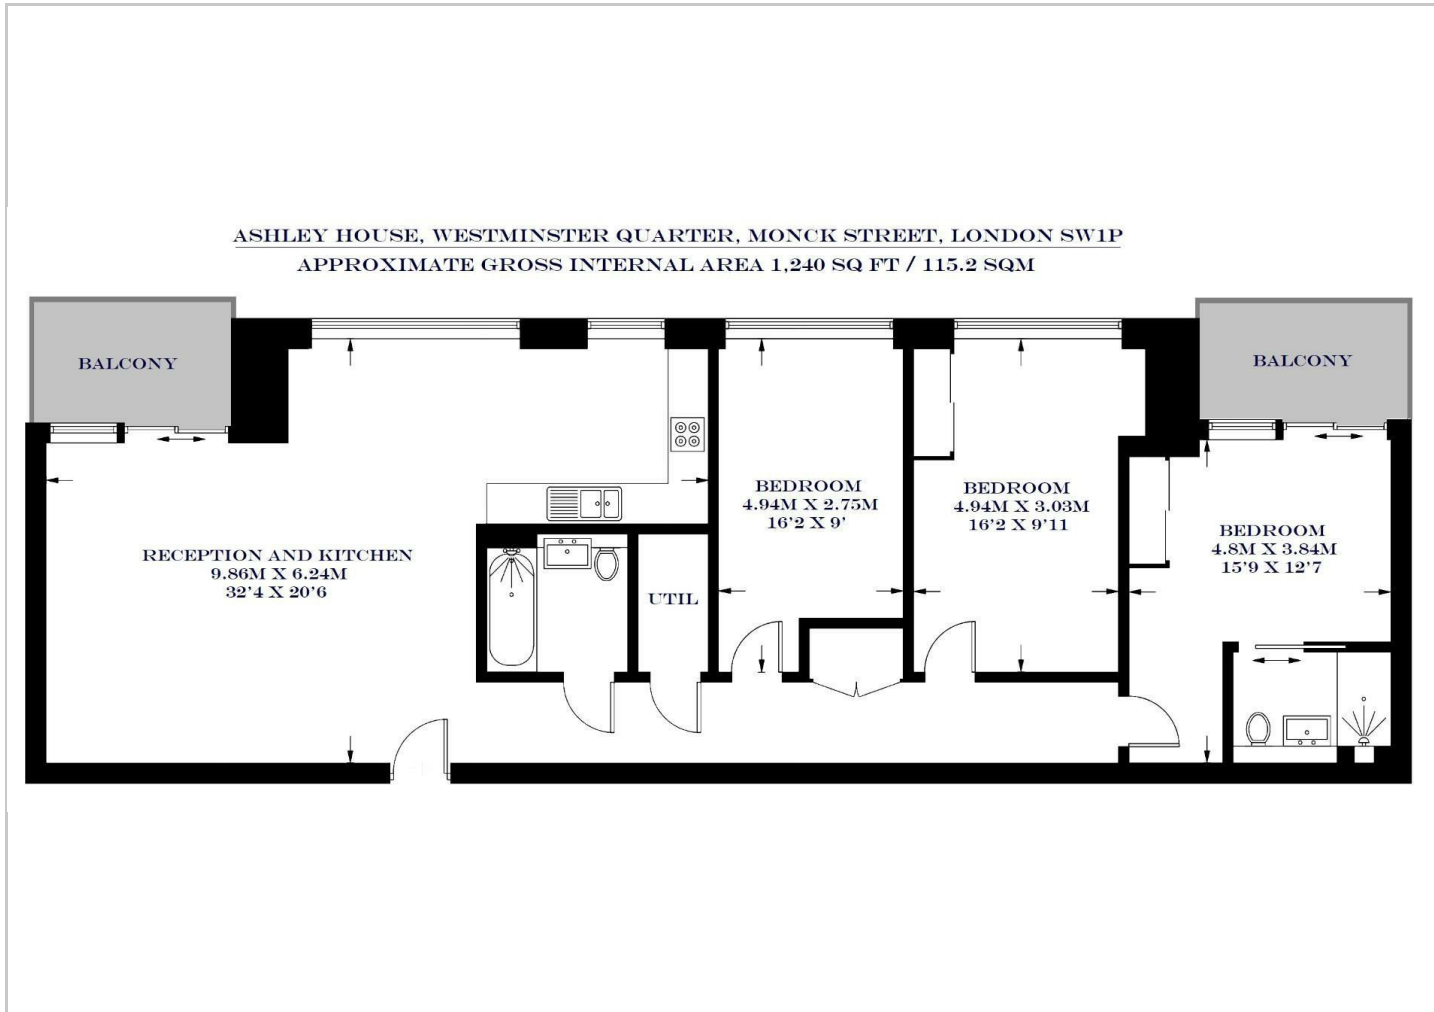 ASHLEY HOUSE, WESTMINSTER QUARTER, MONCK STREET, LONDON SW1P
APPROXIMATE GROSS INTERNAL AREA 1,240 SQ FT / 115.2 SQM
BALCONY
BALCONY
RECEPTION AND KITCHEN
9.86M X 6.24M
32'4 X 20'6
UTIL
BEDROOM
4.94M X 2.75M
16'2 X 9'
BEDROOM
4.94M X 3.03M
16'2 X 9'11
BEDROOM
4.8M X 3.84M
15'9 X 12'7